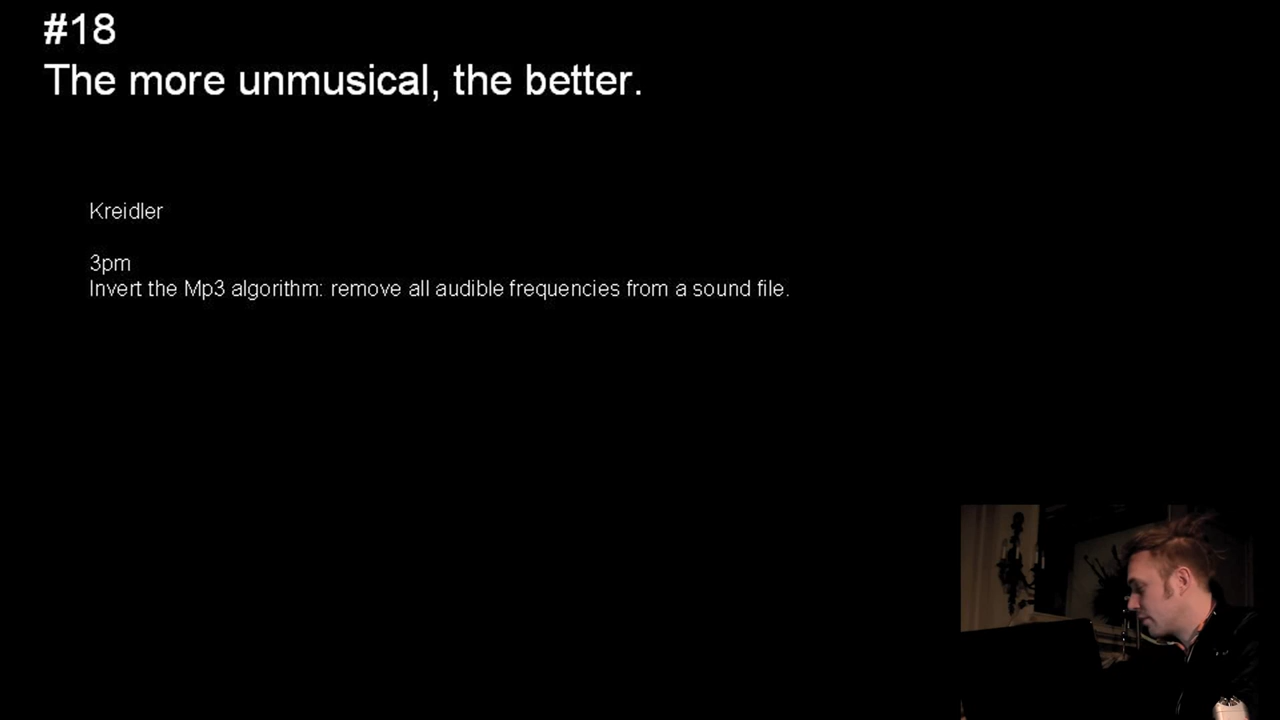 #18
The more unmusical, the better.
Kreidler
3pm
Invert the Mp3 algorithm: remove all audible frequencies from a sound file.